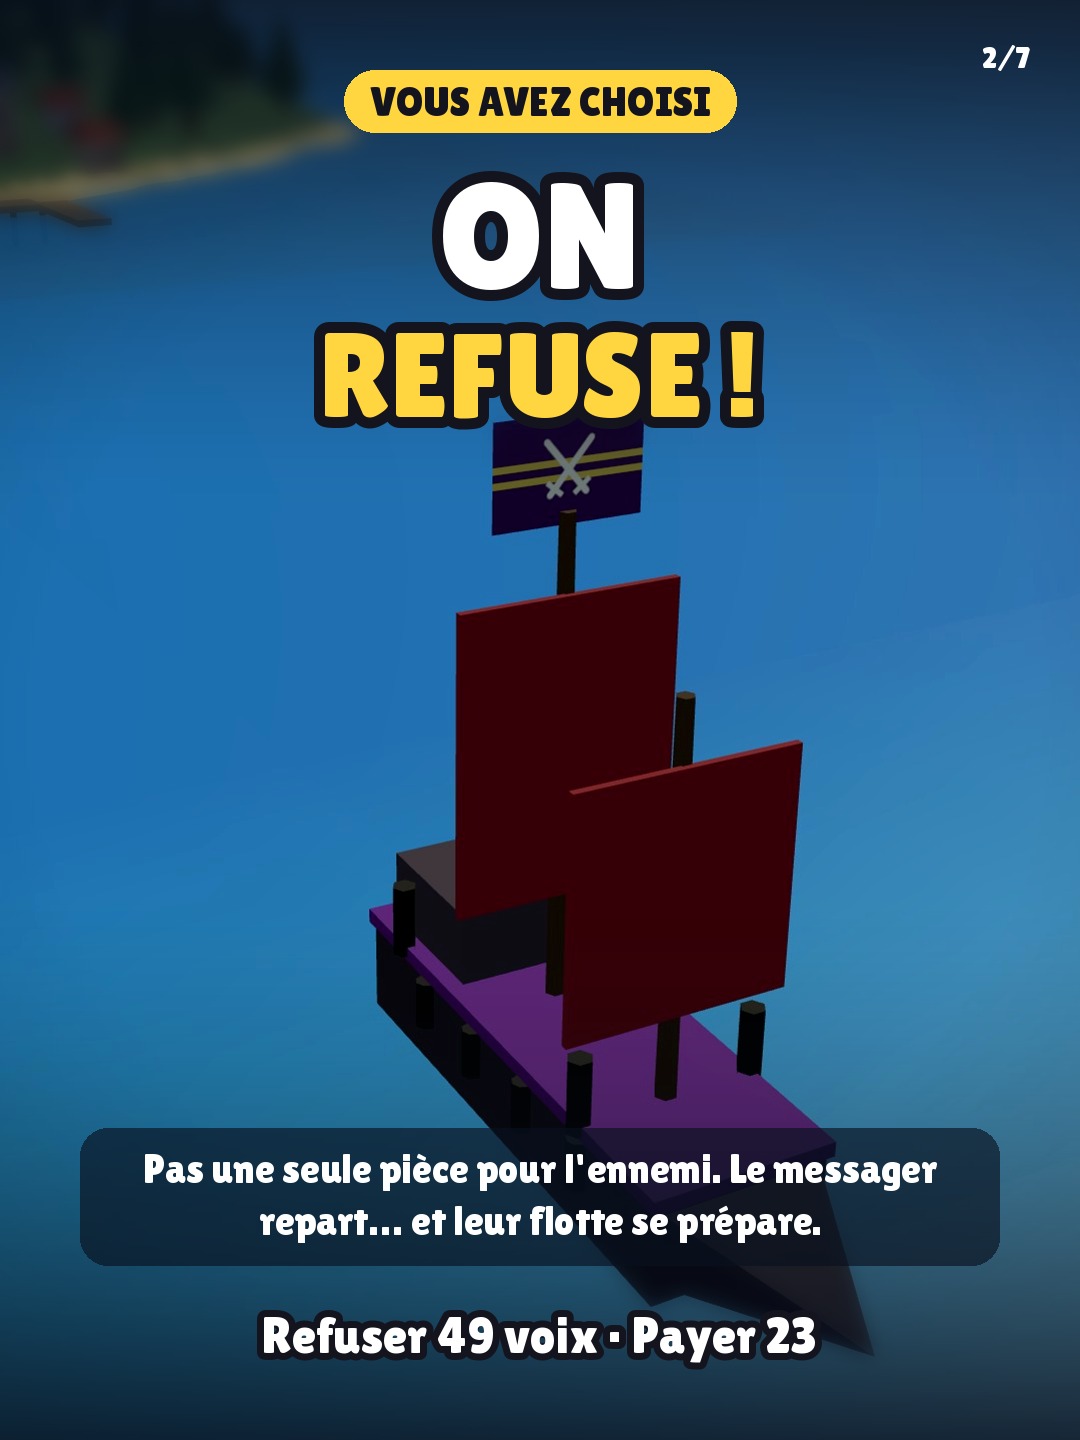 2/7
VOUS AVEZ CHOISI
ON
REFUSE !
Pas une seule pièce pour l'ennemi. Le messager
repart... et leur flotte se prépare.
Refuser 49 voix · Payer 23